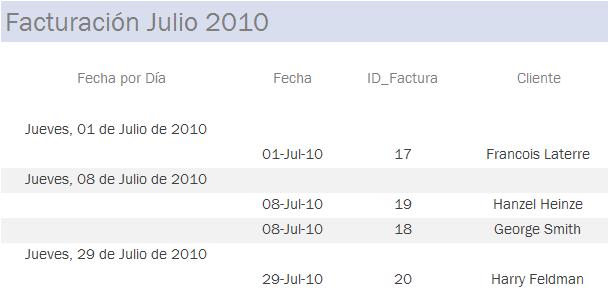 Facturación Julio 2010
Fecha por Día Fecha ID_Factura Cliente
Jueves, 01 de Julio de 2010
01-Jul-10 17 Francois Laterre
Jueves, 08 de Julio de 2010
08-Jul-10 19 Hanzel Heinze
08-Jul-10 18 George Smith
Jueves, 29 de Julio de 2010
29-Jul-10 20 Harry Feldman